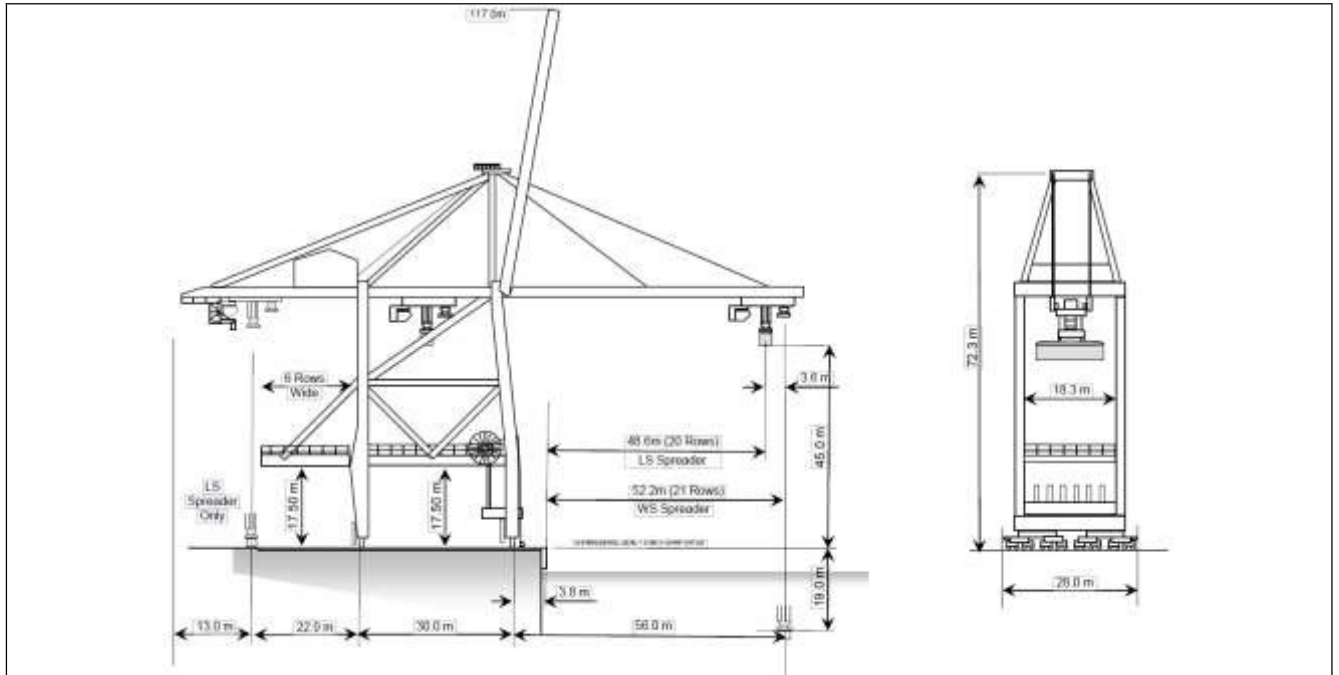 117.0m
6 Rows
Wide
LS
Spreader
Only
17.50 m
17.50 m
48.6m (20 Rows)
LS Spreader
52.2m (21 Rows)
WS Spreader
3.6 m
45.0 m
19.0 m
3.8 m
13.0 m
22.0 m
30.0 m
56.0 m
72.3 m
18.3 m
28.0 m